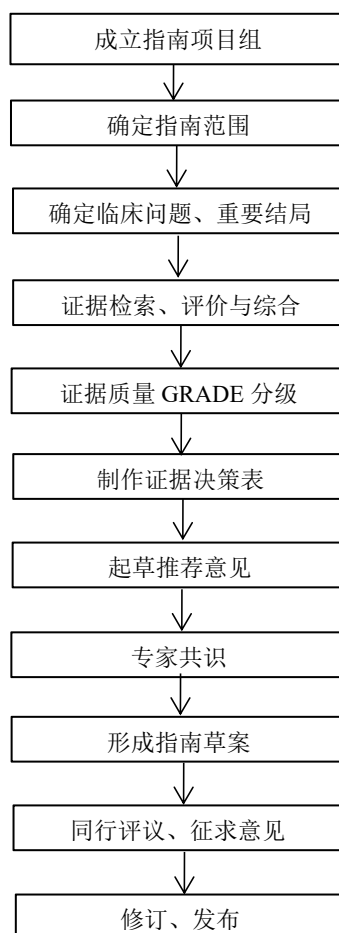 成立指南项目组
确定指南范围
确定临床问题、重要结局
证据检索、评价与综合
证据质量 GRADE 分级
制作证据决策表
起草推荐意见
专家共识
形成指南草案
同行评议、征求意见
修订、发布